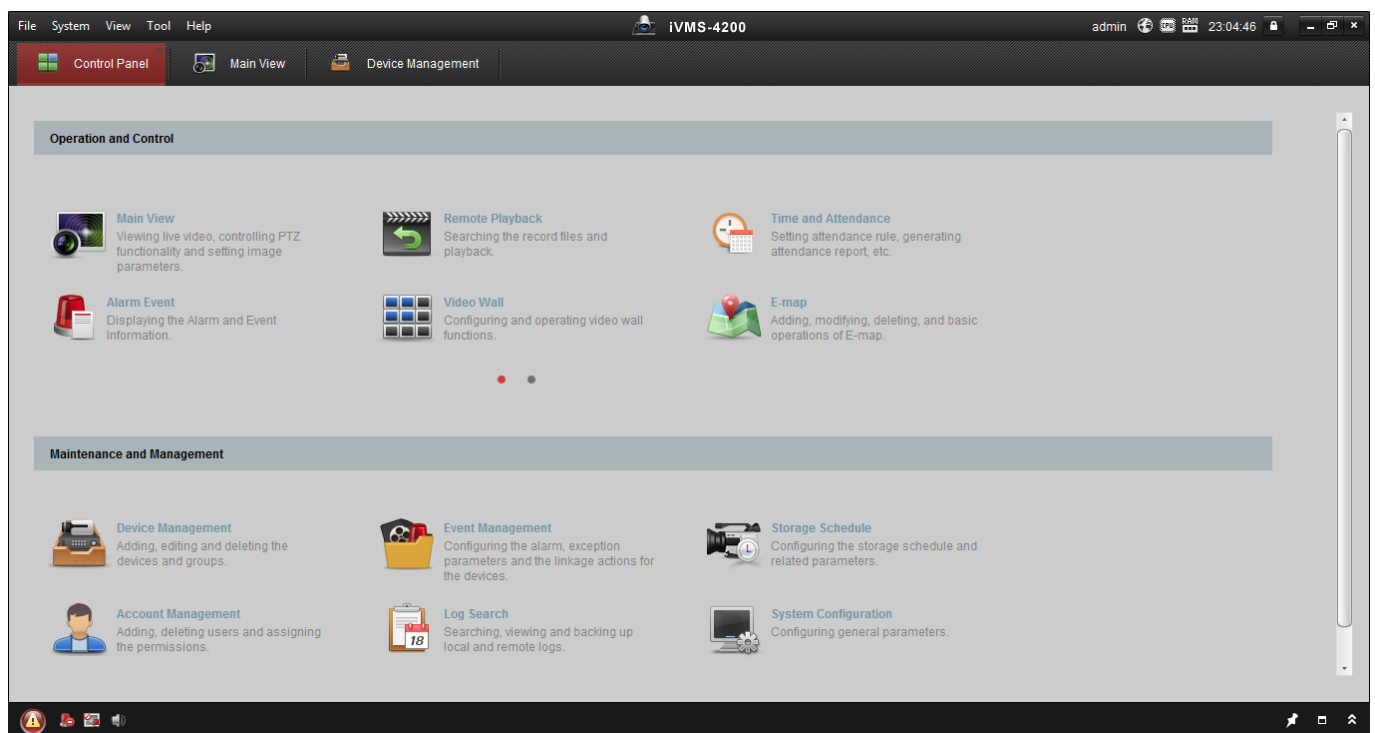 File System View Tool Help iVMS-4200 admin 23:04:46
Control Panel Main View Device Management
Operation and Control
Main View
Viewing live video, controlling PTZ
functionality and setting image
parameters.
Remote Playback
Searching the record files and
playback.
Time and Attendance
Setting attendance rule, generating
attendance report, etc.
Alarm Event
Displaying the Alarm and Event
Information.
Video Wall
Configuring and operating video wall
functions.
E-map
Adding, modifying, deleting, and basic
operations of E-map.
Maintenance and Management
Device Management
Adding, editing and deleting the
devices and groups.
Event Management
Configuring the alarm, exception
parameters and the linkage actions for
the devices.
Storage Schedule
Configuring the storage schedule and
related parameters.
Account Management
Adding, deleting users and assigning
the permissions.
18
Log Search
Searching, viewing and backing up
local and remote logs.
System Configuration
Configuring general parameters.